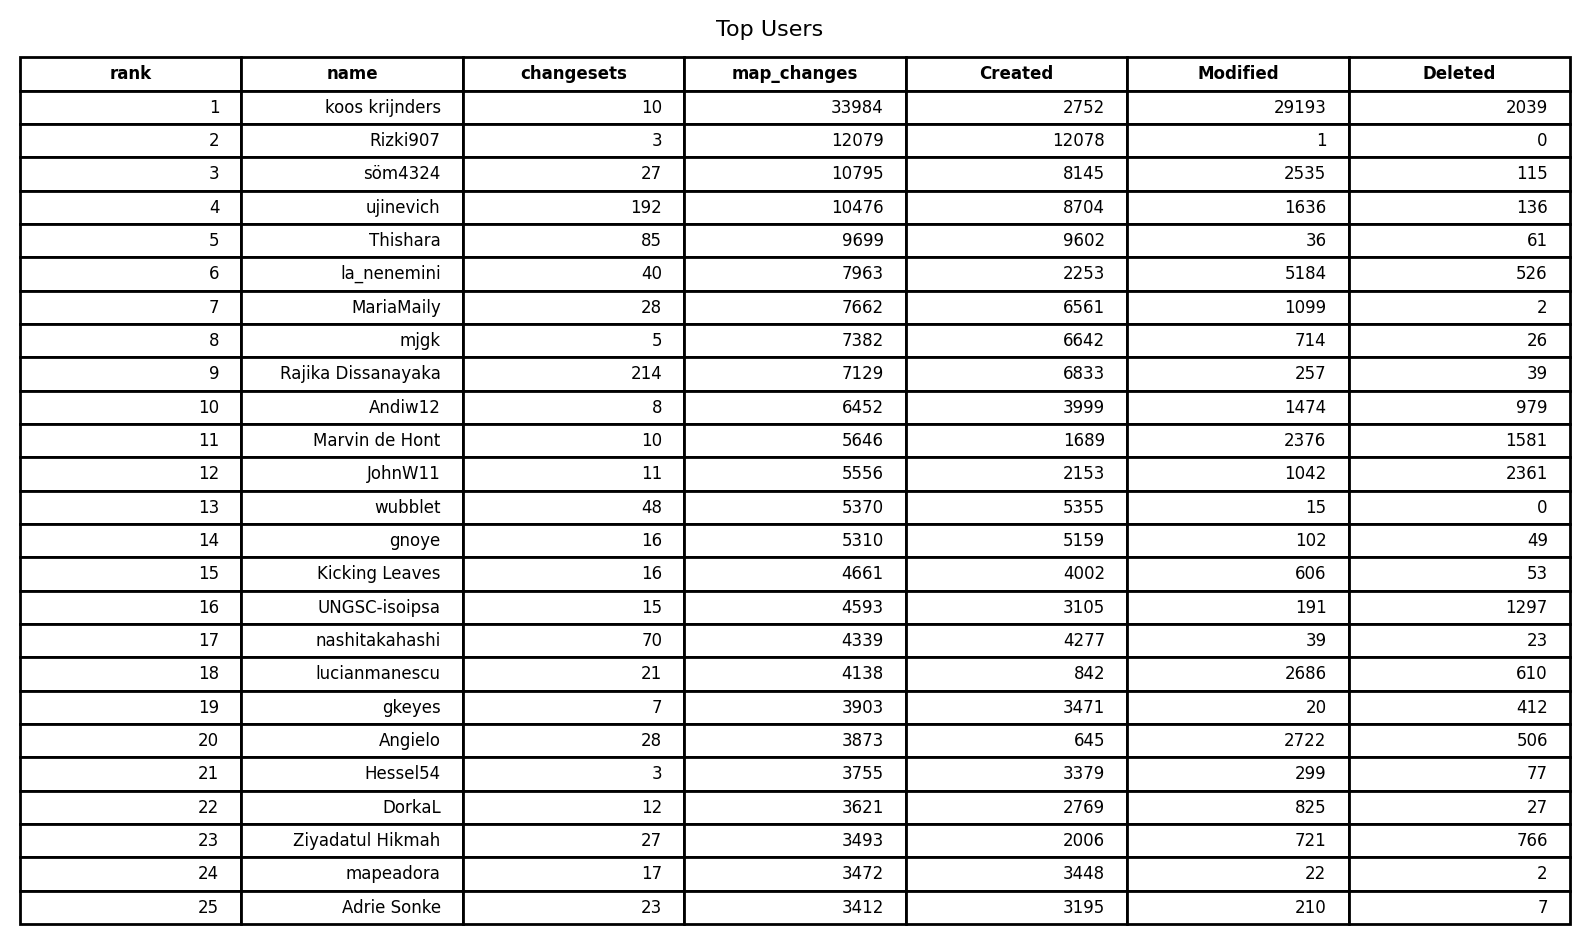 Top Users
rank name changesets map_changes Created Modified Deleted
1 koos krijnders 10 33984 2752 29193 2039
2 Rizki907 3 12079 12078 1 0
3 söm4324 27 10795 8145 2535 115
4 ujinevich 192 10476 8704 1636 136
5 Thishara 85 9699 9602 36 61
6 la_nenemini 40 7963 2253 5184 526
7 MariaMaily 28 7662 6561 1099 2
8 mjgk 5 7382 6642 714 26
9 Rajika Dissanayaka 214 7129 6833 257 39
10 Andiw12 8 6452 3999 1474 979
11 Marvin de Hont 10 5646 1689 2376 1581
12 JohnW11 11 5556 2153 1042 2361
13 wubblet 48 5370 5355 15 0
14 gnoye 16 5310 5159 102 49
15 Kicking Leaves 16 4661 4002 606 53
16 UNGSC-isoipsa 15 4593 3105 191 1297
17 nashitakahashi 70 4339 4277 39 23
18 lucianmanescu 21 4138 842 2686 610
19 gkeyes 7 3903 3471 20 412
20 Angielo 28 3873 645 2722 506
21 Hessel54 3 3755 3379 299 77
22 DorkaL 12 3621 2769 825 27
23 Ziyadatul Hikmah 27 3493 2006 721 766
24 mapeadora 17 3472 3448 22 2
25 Adrie Sonke 23 3412 3195 210 7